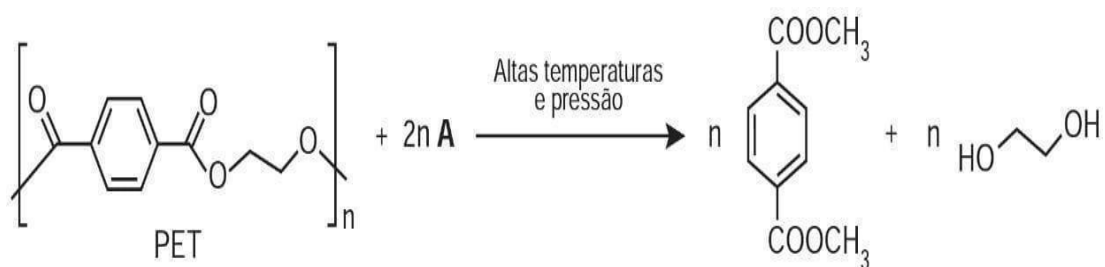 O
O
O
O
n
PET
+ 2n A
Altas temperaturas
e pressão
n
COOCH3
COOCH3
+ n
HO
OH